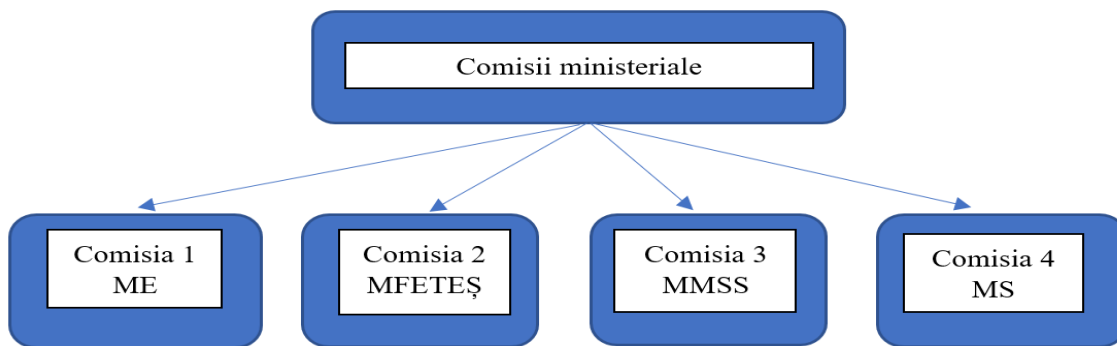 Comisii ministeriale
Comisia 1
ME
Comisia 2
MFETEȘ
Comisia 3
MMSS
Comisia 4
MS